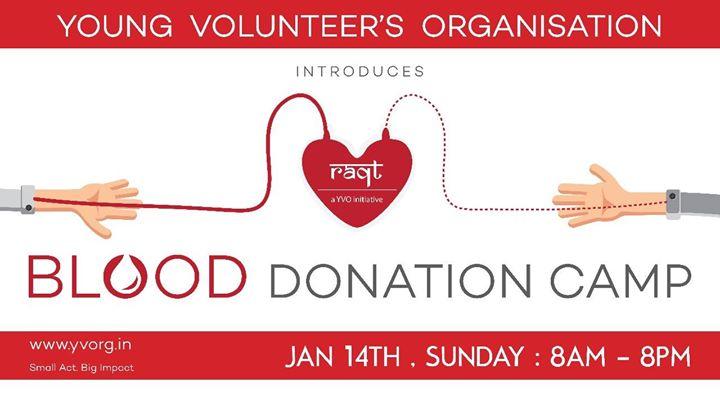 YOUNG VOLUNTEER'S ORGANISATION
INTRODUCES
raqt
a YVO initiative
BLOOD DONATION CAMP
www.yvorg.in
Small Act. Big Impact
JAN 14TH , SUNDAY : 8AM – 8PM